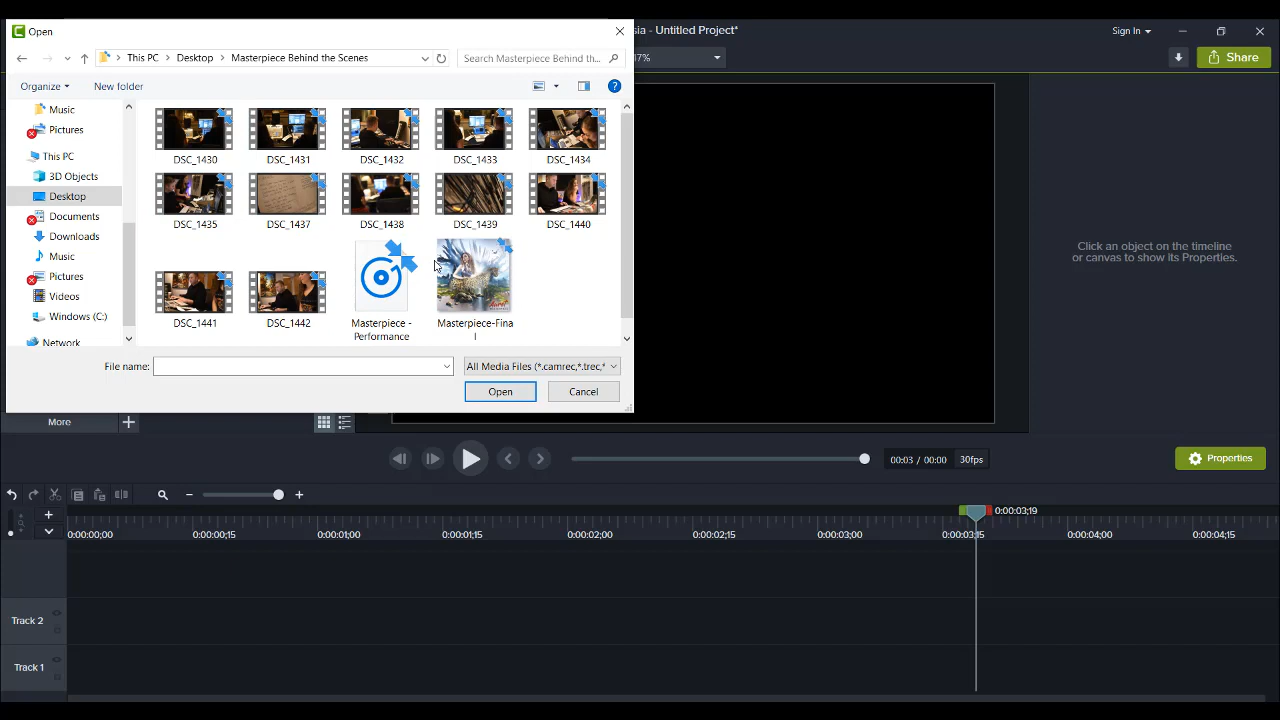 Open
sia - Untitled Project*
Sign In
This PC
Desktop
Masterpiece Behind the Scenes
Search Masterpiece Behind th...
7%
Share
Organize
New folder
Music
Pictures
This PC
3D Objects
Desktop
Documents
Downloads
Music
Pictures
Videos
Windows (C:)
Network
DSC_1430
DSC_1431
DSC_1432
DSC_1433
DSC_1434
DSC_1435
DSC_1437
DSC_1438
DSC_1439
DSC_1440
DSC_1441
DSC_1442
Masterpiece -
Performance
Masterpiece-Fina
l
Click an object on the timeline
or canvas to show its Properties.
File name:
All Media Files (*.camrec,*.trec,*
Open
Cancel
More
00:03 / 00:00
30fps
Properties
0:00:03;19
0:00:00;00
0:00:00;15
0:00:01;00
0:00:01;15
0:00:02;00
0:00:02;15
0:00:03;00
0:00:03;15
0:00:04;00
0:00:04;15
Track 2
Track 1